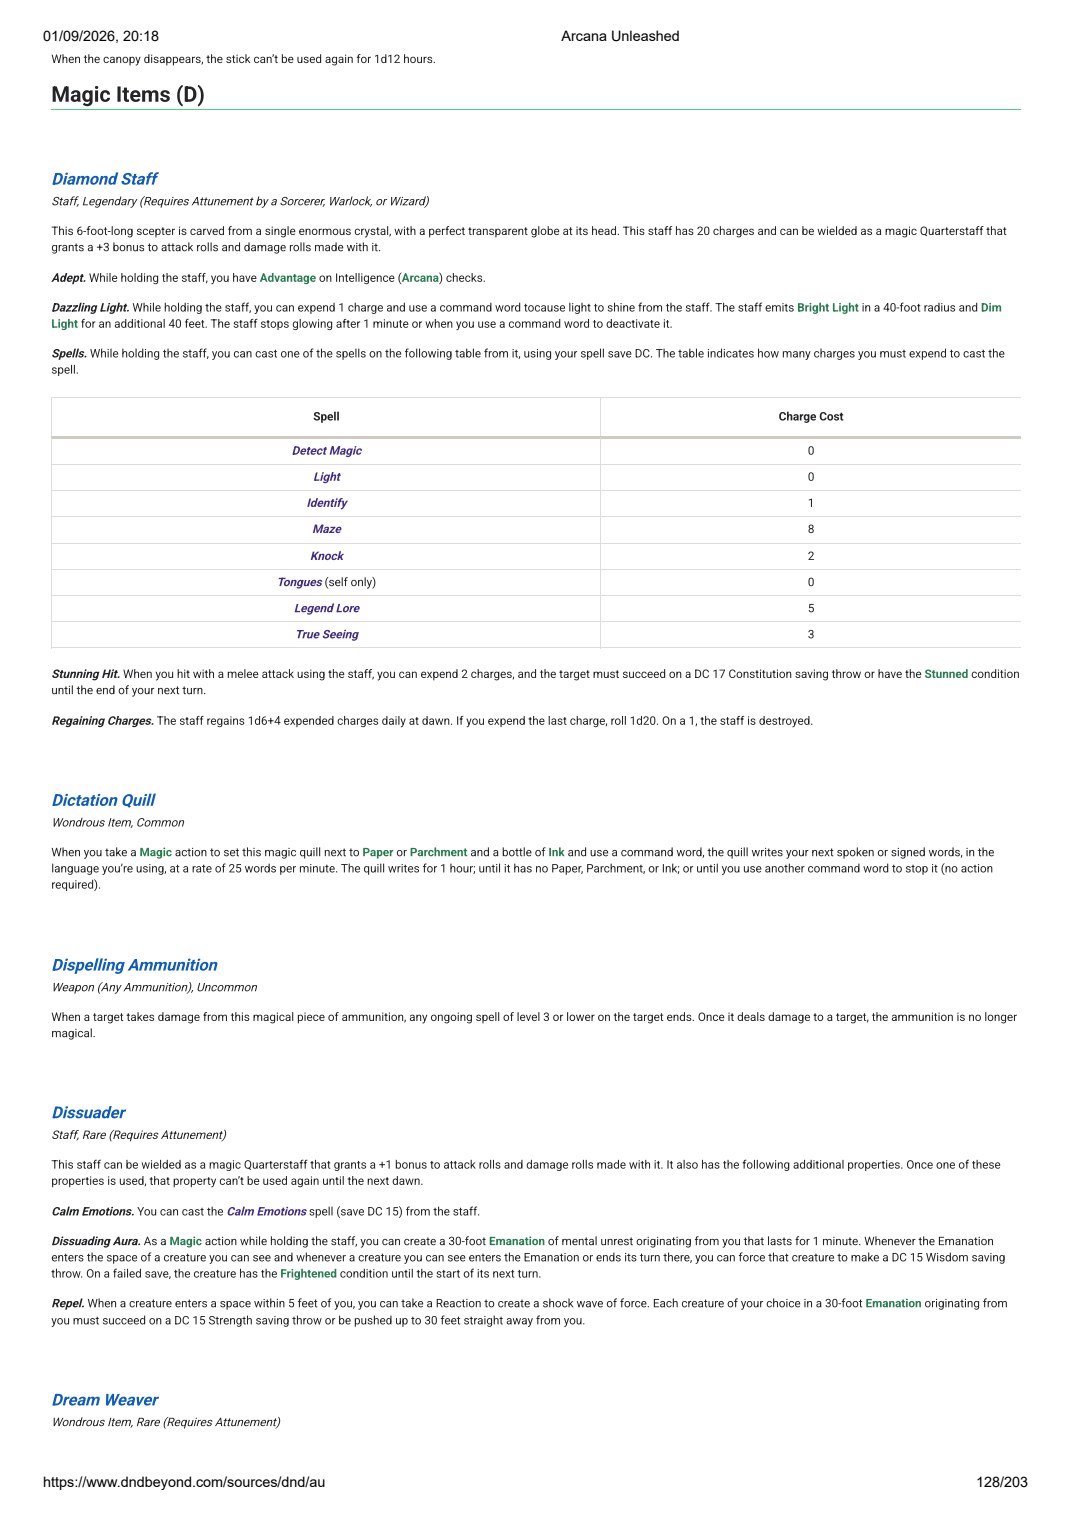 01/09/2026, 20:18 Arcana Unleashed
When the canopy disappears, the stick can't be used again for 1d12 hours.
Magic Items (D)
Diamond Staff
Staff, Legendary (Requires Attunement by a Sorcerer, Warlock, or Wizard)
This 6-foot-long scepter is carved from a single enormous crystal, with a perfect transparent globe at its head. This staff has 20 charges and can be wielded as a magic Quarterstaff that
grants a +3 bonus to attack rolls and damage rolls made with it.
Adept. While holding the staff, you have Advantage on Intelligence (Arcana) checks.
Dazzling Light. While holding the staff, you can expend 1 charge and use a command word tocause light to shine from the staff. The staff emits Bright Light in a 40-foot radius and Dim
Light for an additional 40 feet. The staff stops glowing after 1 minute or when you use a command word to deactivate it.
Spells. While holding the staff, you can cast one of the spells on the following table from it, using your spell save DC. The table indicates how many charges you must expend to cast the
spell.
Spell Charge Cost
Detect Magic 0
Light 0
Identify 1
Maze 8
Knock 2
Tongues (self only) 0
Legend Lore 5
True Seeing 3
Stunning Hit. When you hit with a melee attack using the staff, you can expend 2 charges, and the target must succeed on a DC 17 Constitution saving throw or have the Stunned condition
until the end of your next turn.
Regaining Charges. The staff regains 1d6+4 expended charges daily at dawn. If you expend the last charge, roll 1d20. On a 1, the staff is destroyed.
Dictation Quill
Wondrous Item, Common
When you take a Magic action to set this magic quill next to Paper or Parchment and a bottle of Ink and use a command word, the quill writes your next spoken or signed words, in the
language you're using, at a rate of 25 words per minute. The quill writes for 1 hour; until it has no Paper, Parchment, or Ink; or until you use another command word to stop it (no action
required).
Dispelling Ammunition
Weapon (Any Ammunition), Uncommon
When a target takes damage from this magical piece of ammunition, any ongoing spell of level 3 or lower on the target ends. Once it deals damage to a target, the ammunition is no longer
magical.
Dissuader
Staff, Rare (Requires Attunement)
This staff can be wielded as a magic Quarterstaff that grants a +1 bonus to attack rolls and damage rolls made with it. It also has the following additional properties. Once one of these
properties is used, that property can't be used again until the next dawn.
Calm Emotions. You can cast the Calm Emotions spell (save DC 15) from the staff.
Dissuading Aura. As a Magic action while holding the staff, you can create a 30-foot Emanation of mental unrest originating from you that lasts for 1 minute. Whenever the Emanation
enters the space of a creature you can see and whenever a creature you can see enters the Emanation or ends its turn there, you can force that creature to make a DC 15 Wisdom saving
throw. On a failed save, the creature has the Frightened condition until the start of its next turn.
Repel. When a creature enters a space within 5 feet of you, you can take a Reaction to create a shock wave of force. Each creature of your choice in a 30-foot Emanation originating from
you must succeed on a DC 15 Strength saving throw or be pushed up to 30 feet straight away from you.
Dream Weaver
Wondrous Item, Rare (Requires Attunement)
https://www.dndbeyond.com/sources/dnd/au 128/203